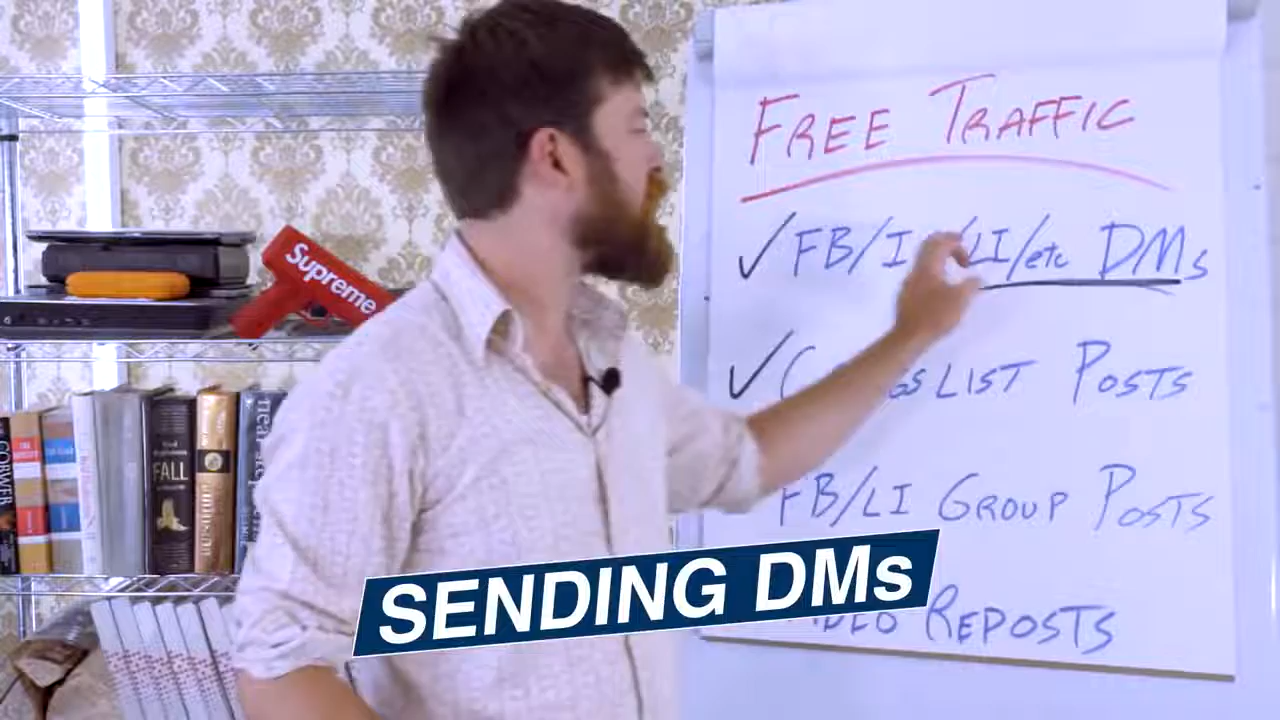 FREE TRAFFIC
✓ FB/I /LI/etc DMs
✓ LIST POSTS
FB/LI GROUP POSTS
REPOSTS
SENDING DMs
Supreme
FALL